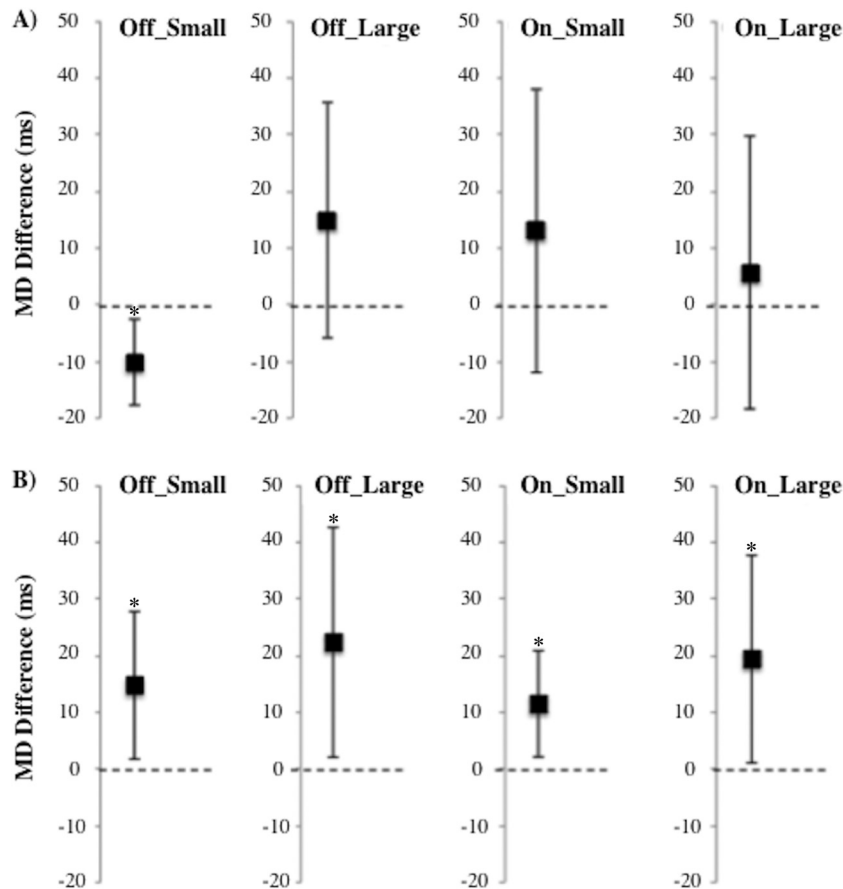 A) Off_Small Off_Large On_Small On_Large
50 50 50 50
40 40 40 40
30 30 30 30
20 20 20 20
10 10 10 10
0 0 0 0
*
-10 -10 -10 -10
-20 -20 -20 -20
MD Difference (ms)
B) Off_Small Off_Large On_Small On_Large
50 50 50 50
*
40 40 40 40
*
30 30 30 30
*
20 20 20 20
*
10 10 10 10
0 0 0 0
-10 -10 -10 -10
-20 -20 -20 -20
MD Difference (ms)